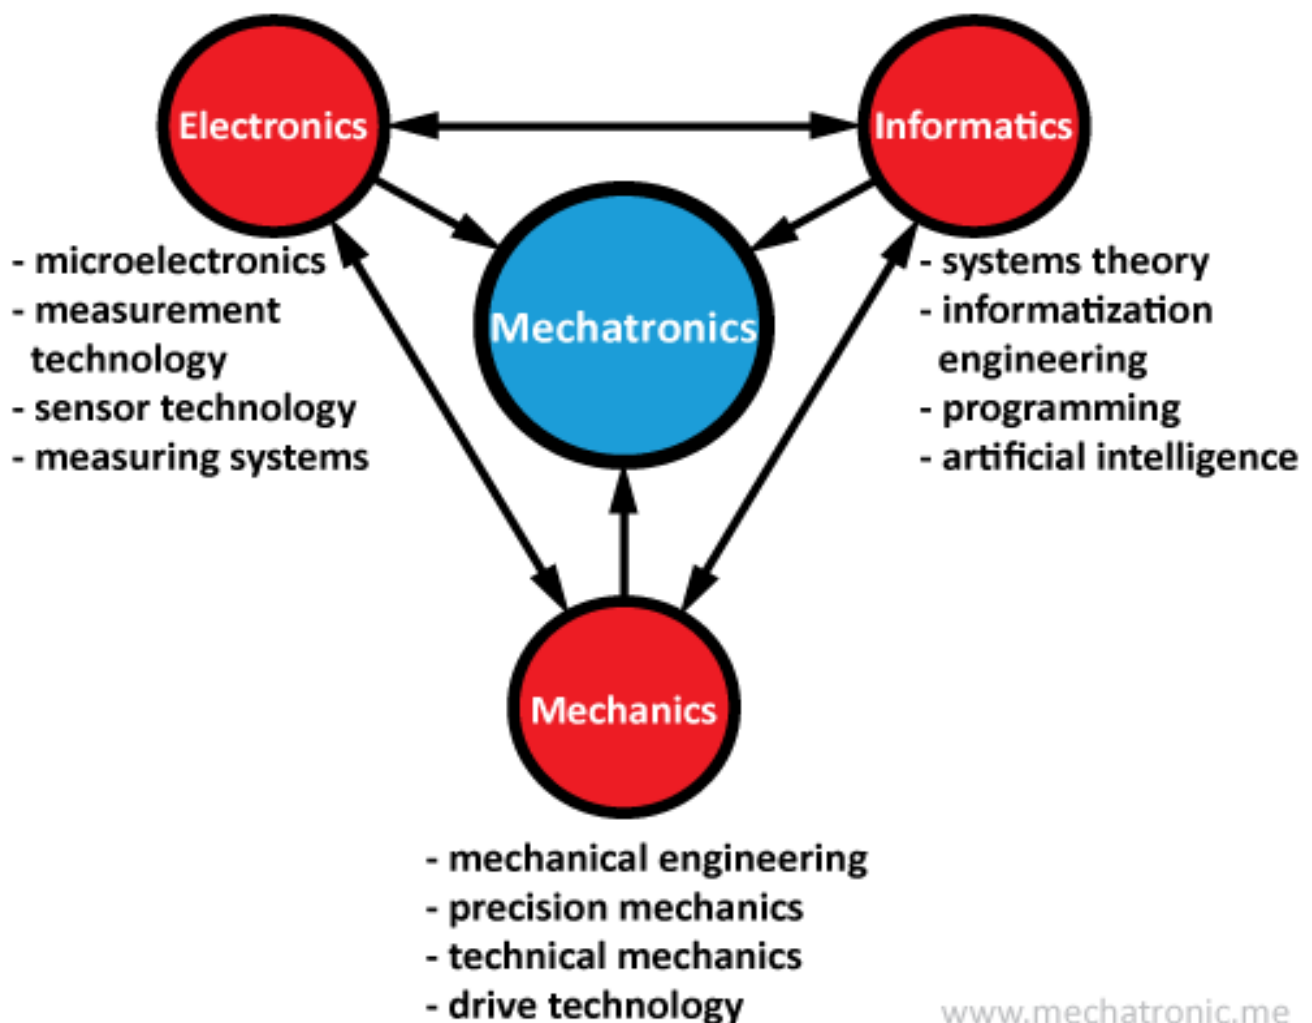 Electronics
Informatics
Mechatronics
- microelectronics
- measurement
technology
- sensor technology
- measuring systems
- systems theory
- informatization
engineering
- programming
- artificial intelligence
Mechanics
- mechanical engineering
- precision mechanics
- technical mechanics
- drive technology
www.mechatronic.me